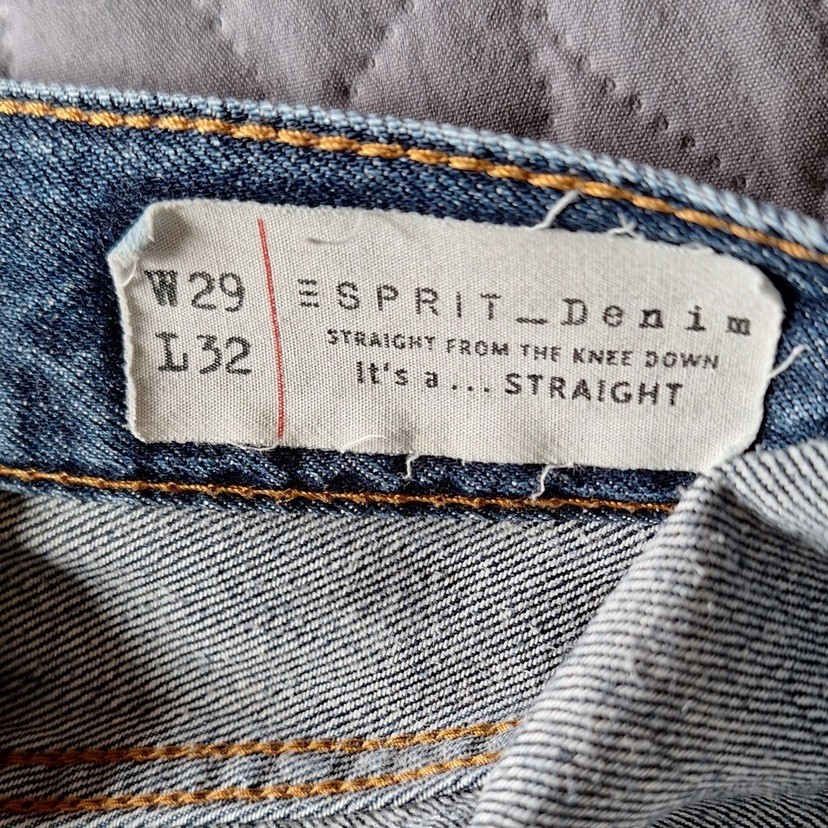 W29
L32
ESPRIT_Denim
STRAIGHT FROM THE KNEE DOWN
It's a... STRAIGHT